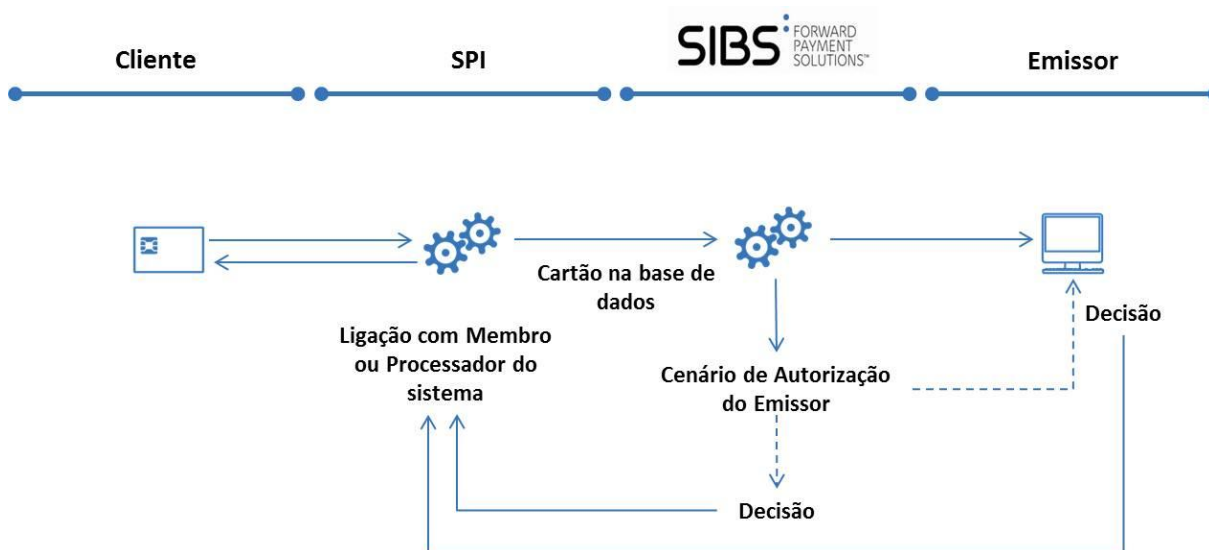 Cliente
SPI
SIBS
FORWARD
PAYMENT
SOLUTIONS™
Emissor
Cartão na base de
dados
Decisão
Ligação com Membro
ou Processador do
sistema
Cenário de Autorização
do Emissor
Decisão